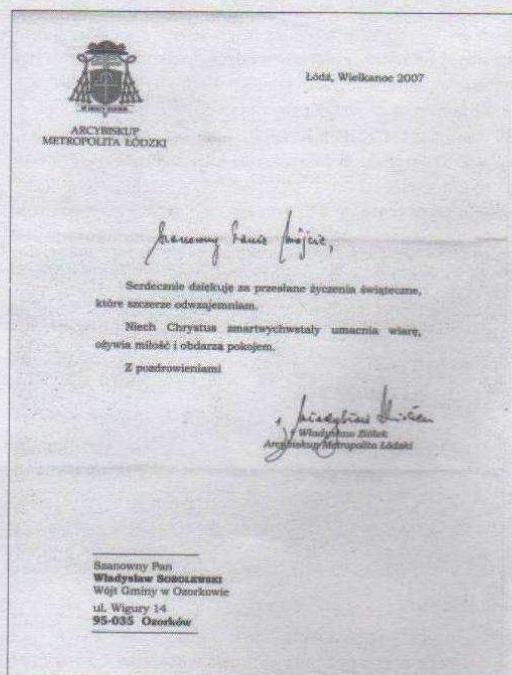 Łódź, Wielkanoc 2007
ARCYBISKUP
METROPOLITA ŁÓDZKI
Szanowny Panie Wójcie,
Serdecznie dziękuję za przesłane życzenia świąteczne,
które szczerze odwzajemniam.
Niech Chrystus zmartwychwstały umacnia wiarę,
ożywia miłość i obdarza pokojem.
Z pozdrowieniami
† Władysław Ziółek
Arcybiskup Metropolita Łódzki
Szanowny Pan
Władysław SOBOLEWSKI
Wójt Gminy w Ozorkowie
ul. Wigury 14
95-035 Ozorków